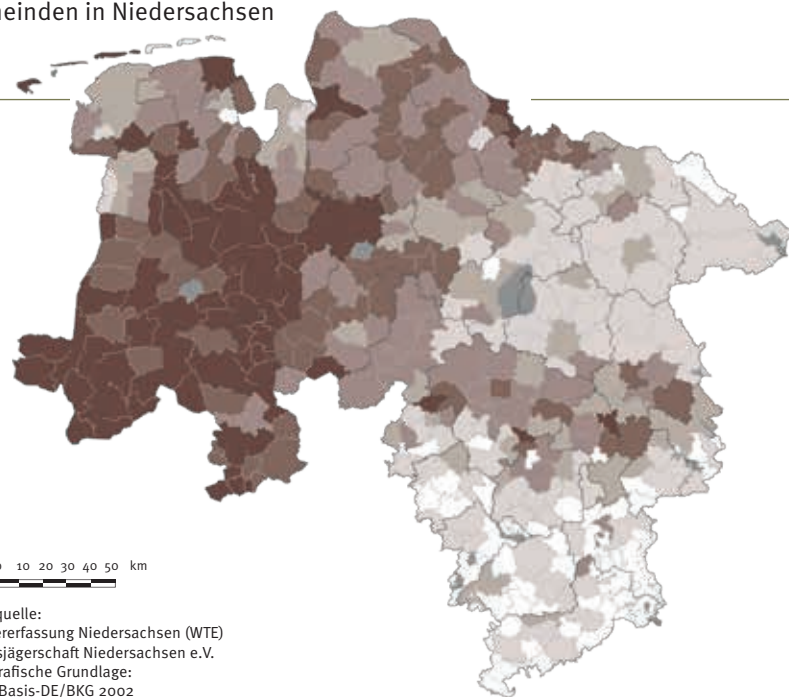 einden in Niedersachsen
10 20 30 40 50 km
quelle:
ererfassung Niedersachsen (WTE)
sjägerschaft Niedersachsen e.V.
rafische Grundlage:
Basis-DE/BKG 2002